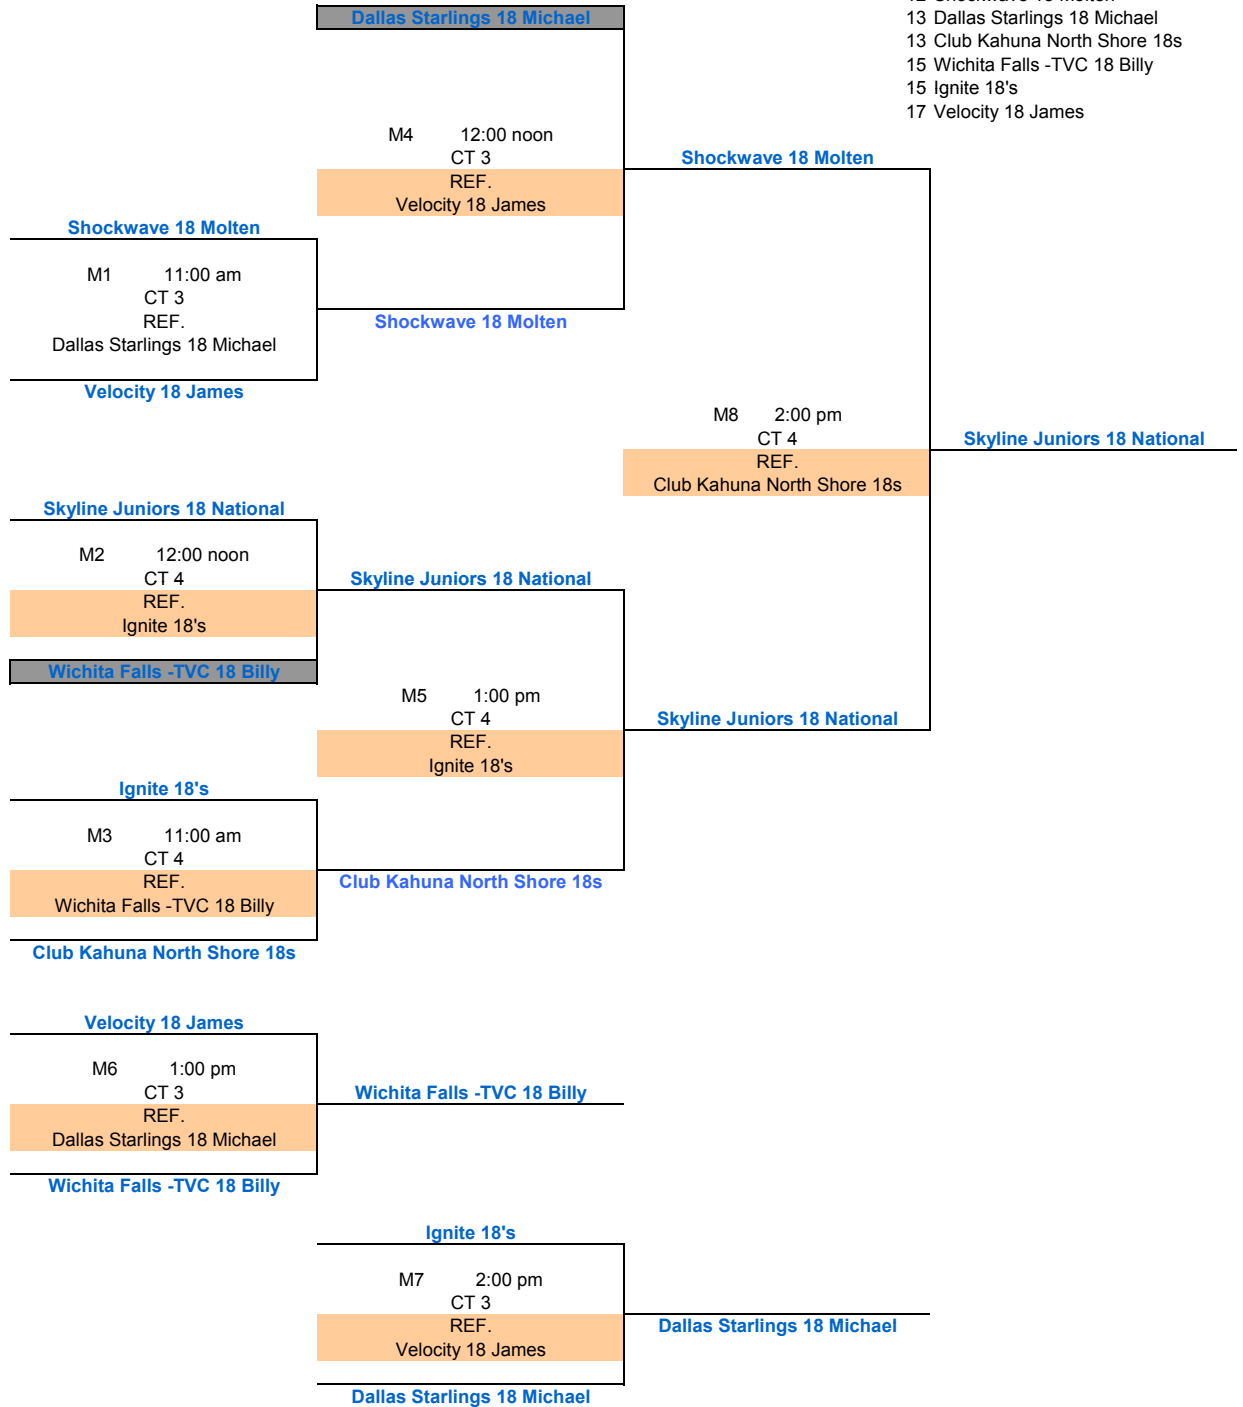 Dallas Starlings 18 Michael
13 Dallas Starlings 18 Michael
13 Club Kahuna North Shore 18s
15 Wichita Falls -TVC 18 Billy
15 Ignite 18's
17 Velocity 18 James
M4 12:00 noon
CT 3
REF.
Velocity 18 James
Shockwave 18 Molten
Shockwave 18 Molten
M1 11:00 am
CT 3
REF.
Dallas Starlings 18 Michael
Velocity 18 James
Shockwave 18 Molten
M8 2:00 pm
CT 4
REF.
Club Kahuna North Shore 18s
Skyline Juniors 18 National
Skyline Juniors 18 National
M2 12:00 noon
CT 4
REF.
Ignite 18's
Wichita Falls -TVC 18 Billy
Skyline Juniors 18 National
M5 1:00 pm
CT 4
REF.
Ignite 18's
Skyline Juniors 18 National
Ignite 18's
M3 11:00 am
CT 4
REF.
Wichita Falls -TVC 18 Billy
Club Kahuna North Shore 18s
Club Kahuna North Shore 18s
Velocity 18 James
M6 1:00 pm
CT 3
REF.
Dallas Starlings 18 Michael
Wichita Falls -TVC 18 Billy
Wichita Falls -TVC 18 Billy
Ignite 18's
M7 2:00 pm
CT 3
REF.
Velocity 18 James
Dallas Starlings 18 Michael
Dallas Starlings 18 Michael